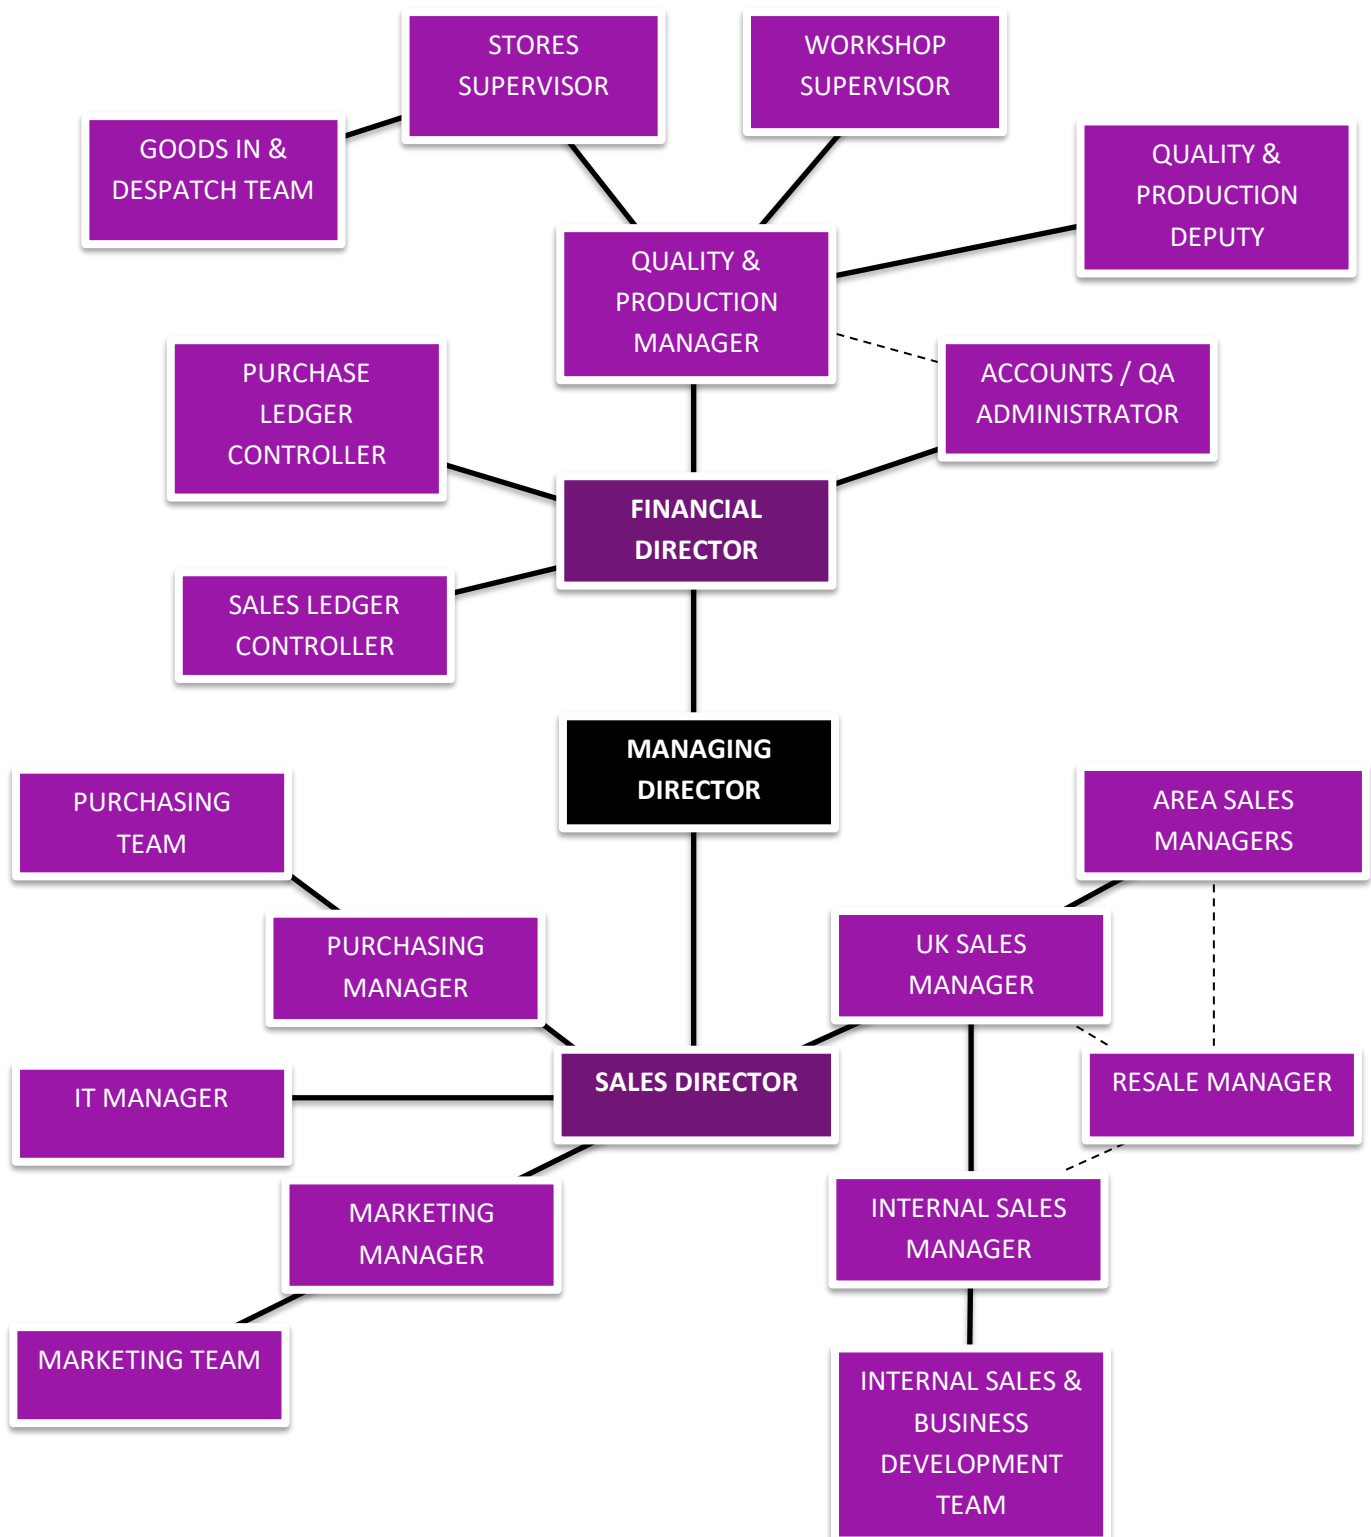 STORES
SUPERVISOR
WORKSHOP
SUPERVISOR
GOODS IN &
DESPATCH TEAM
QUALITY &
PRODUCTION
DEPUTY
QUALITY &
PRODUCTION
MANAGER
PURCHASE
LEDGER
CONTROLLER
ACCOUNTS / QA
ADMINISTRATOR
FINANCIAL
DIRECTOR
SALES LEDGER
CONTROLLER
MANAGING
DIRECTOR
PURCHASING
TEAM
AREA SALES
MANAGERS
PURCHASING
MANAGER
UK SALES
MANAGER
IT MANAGER
SALES DIRECTOR
RESALE MANAGER
MARKETING
MANAGER
INTERNAL SALES
MANAGER
MARKETING TEAM
INTERNAL SALES &
BUSINESS
DEVELOPMENT
TEAM